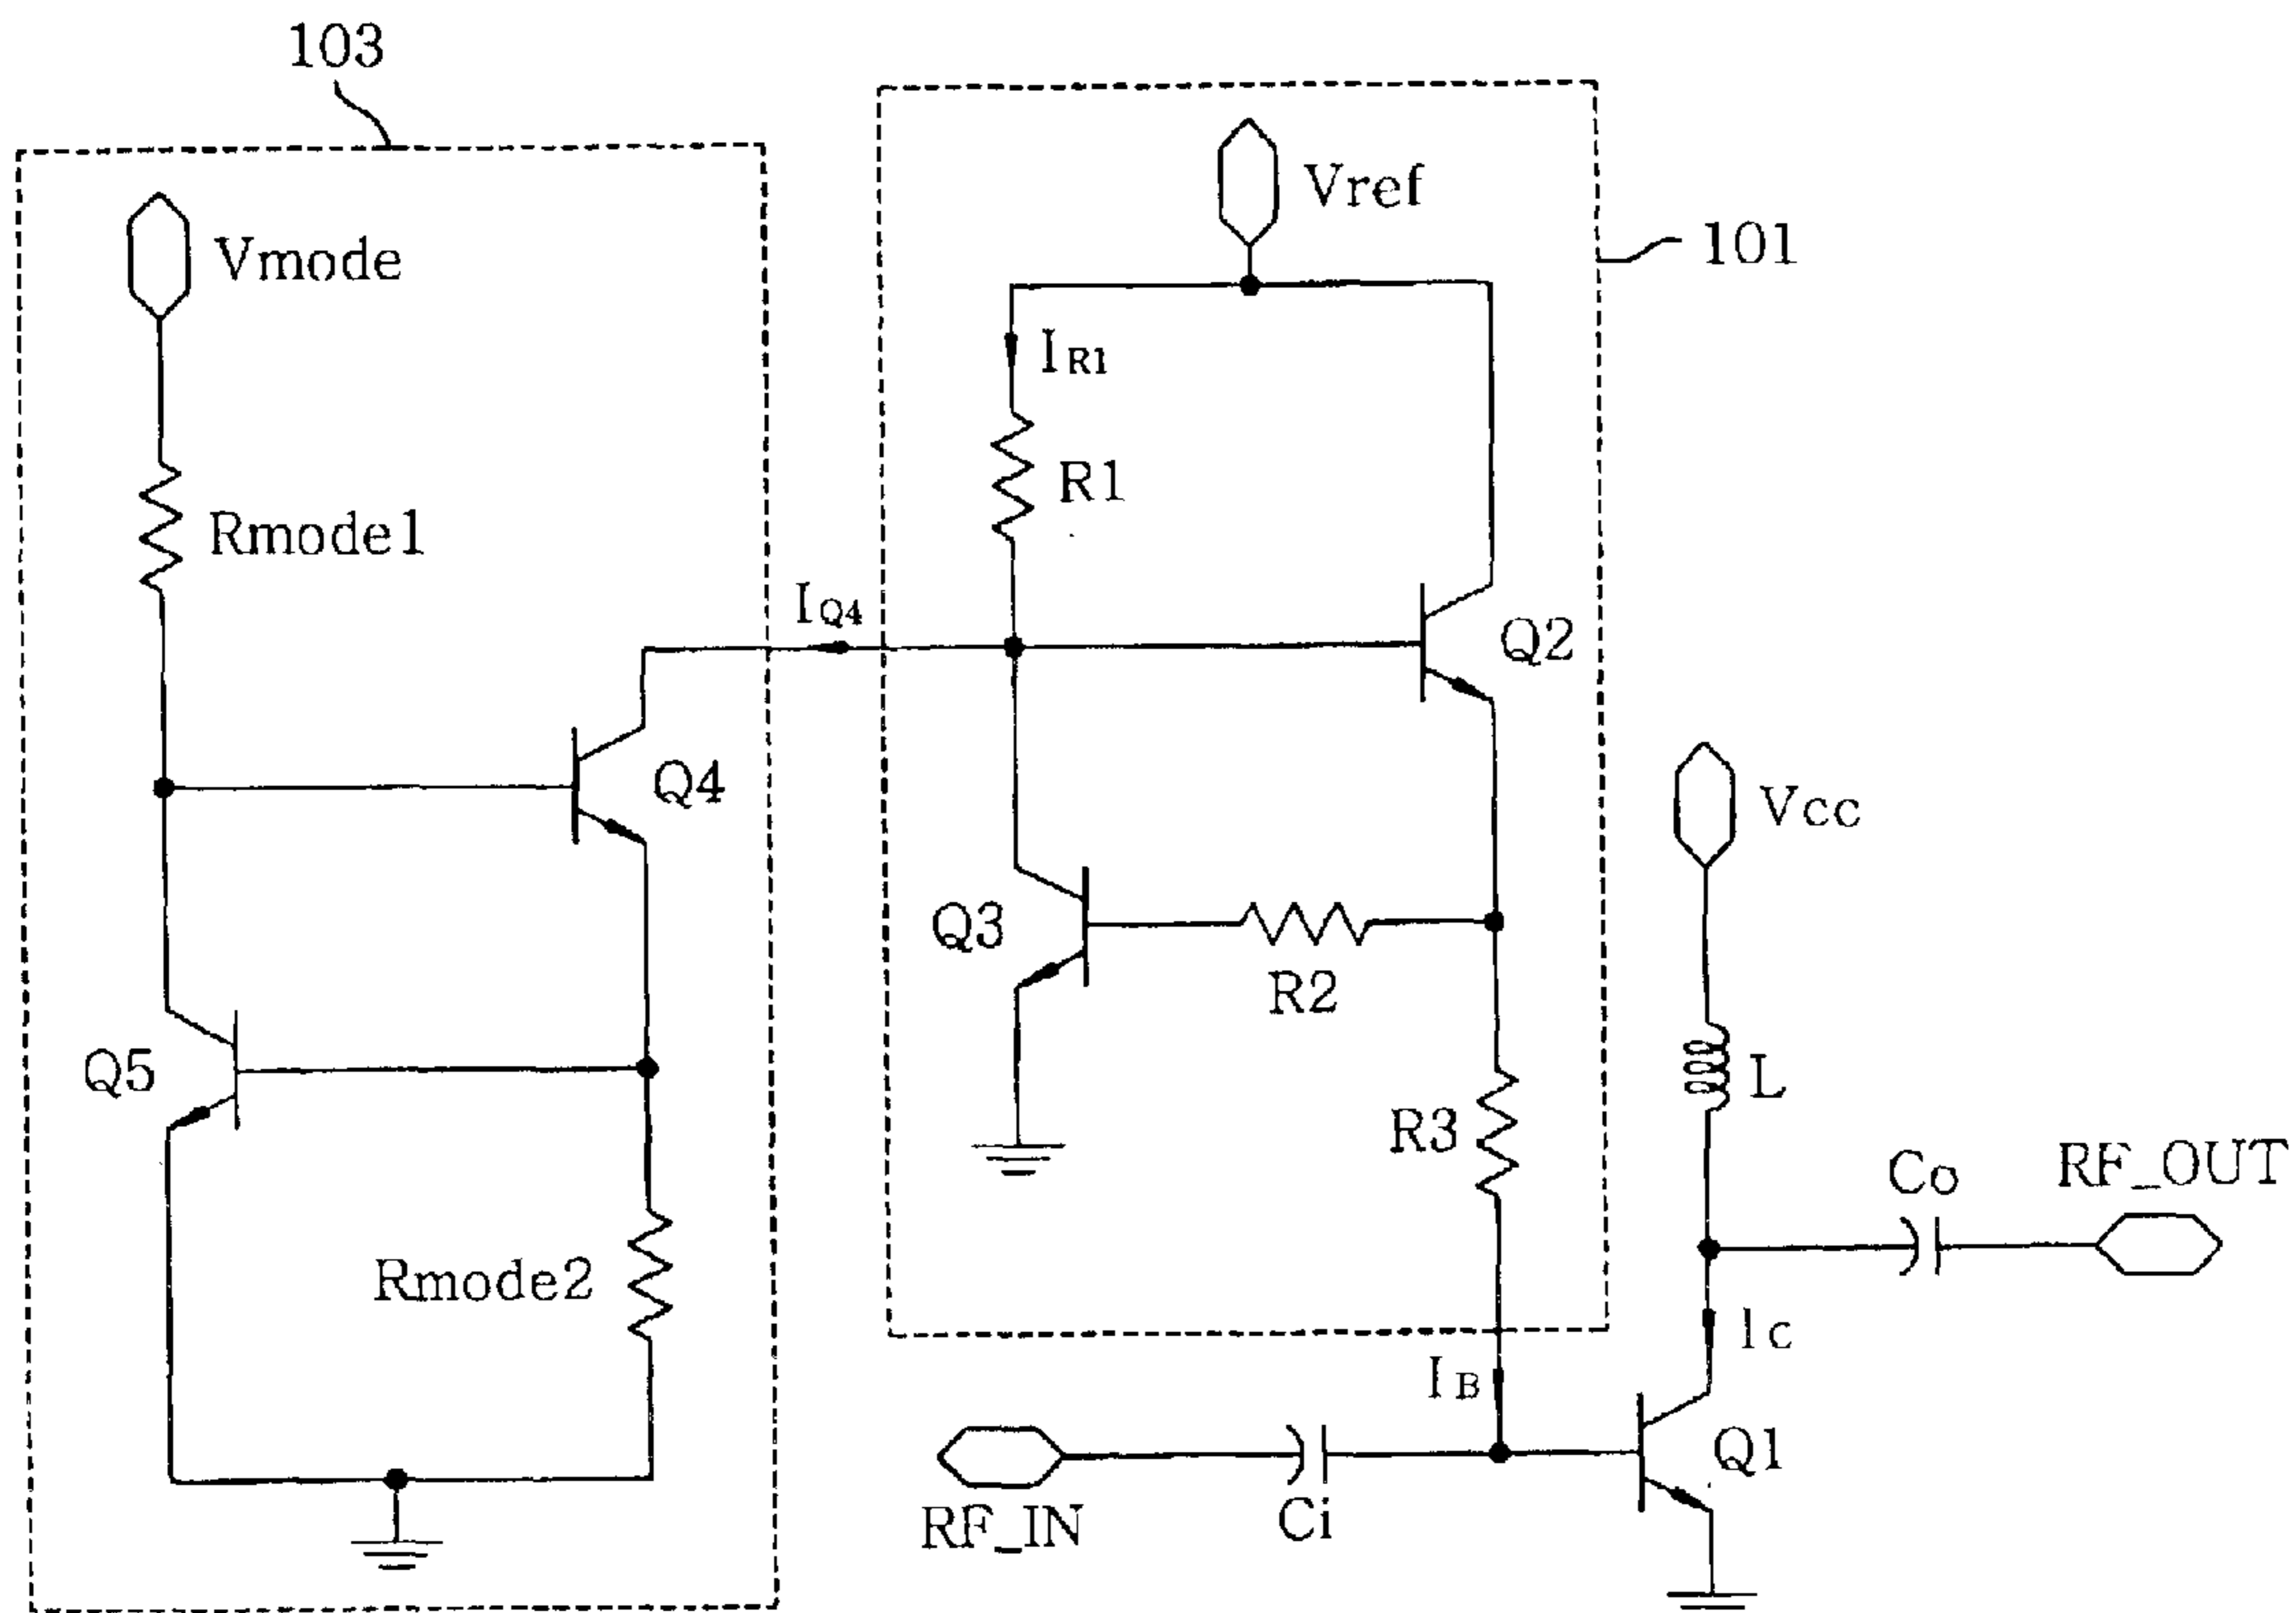 103
Vref
101
Vmode
IR1
R1
Rmode1
IQ4
Q2
Q4
Vcc
Q3
R2
Q5
L
R3
Co
RF_OUT
Rmode2
IC
IB
Q1
RF_IN
Ci